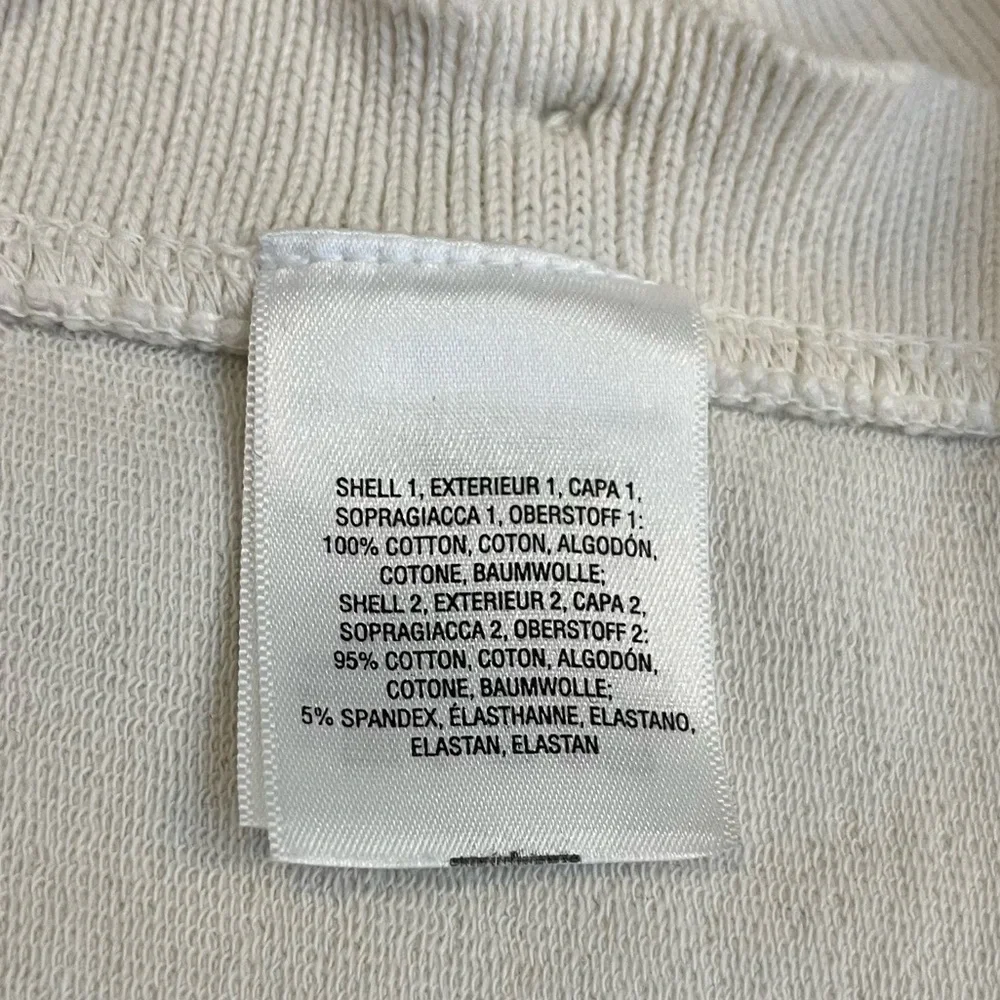 SHELL 1, EXTERIEUR 1, CAPA 1,
SOPRAGIACCA 1, OBERSTOFF 1:
100% COTTON, COTON, ALGODÓN,
COTONE, BAUMWOLLE;
SHELL 2, EXTERIEUR 2, CAPA 2,
SOPRAGIACCA 2, OBERSTOFF 2:
95% COTTON, COTON, ALGODÓN,
COTONE, BAUMWOLLE;
5% SPANDEX, ÉLASTHANNE, ELASTANO,
ELASTAN, ELASTAN